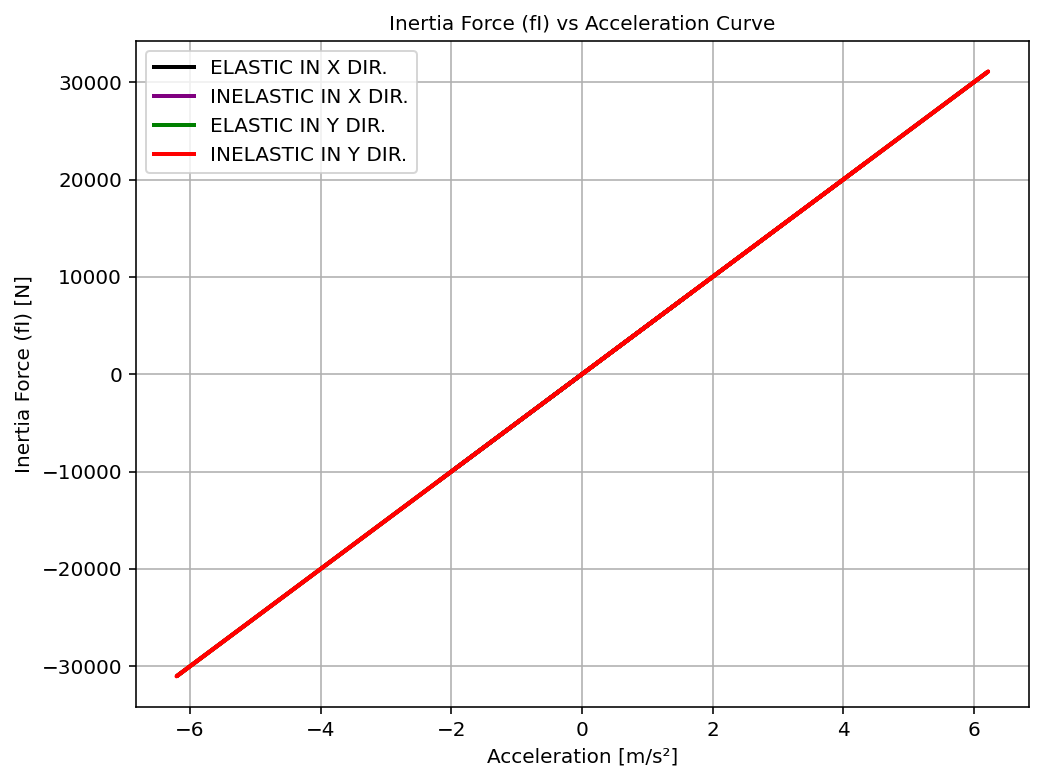 Inertia Force (fI) vs Acceleration Curve
ELASTIC IN X DIR.
INELASTIC IN X DIR.
ELASTIC IN Y DIR.
INELASTIC IN Y DIR.
Inertia Force (fI) [N]
30000
20000
10000
0
−10000
−20000
−30000
−6
−4
−2
0
2
4
6
Acceleration [m/s²]